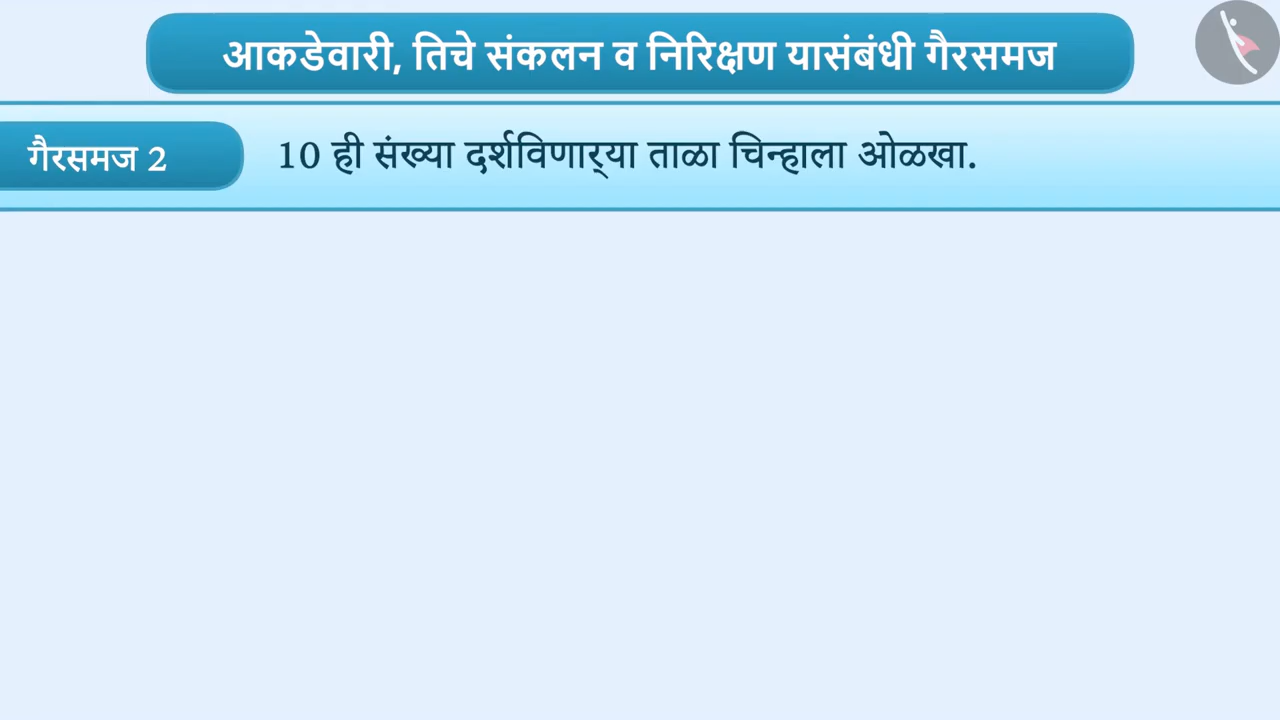 आकडेवारी, तिचे संकलन व निरिक्षण यासंबंधी गैरसमज
गैरसमज 2
10 ही संख्या दर्शविणाऱ्या ताळा चिन्हाला ओळखा.